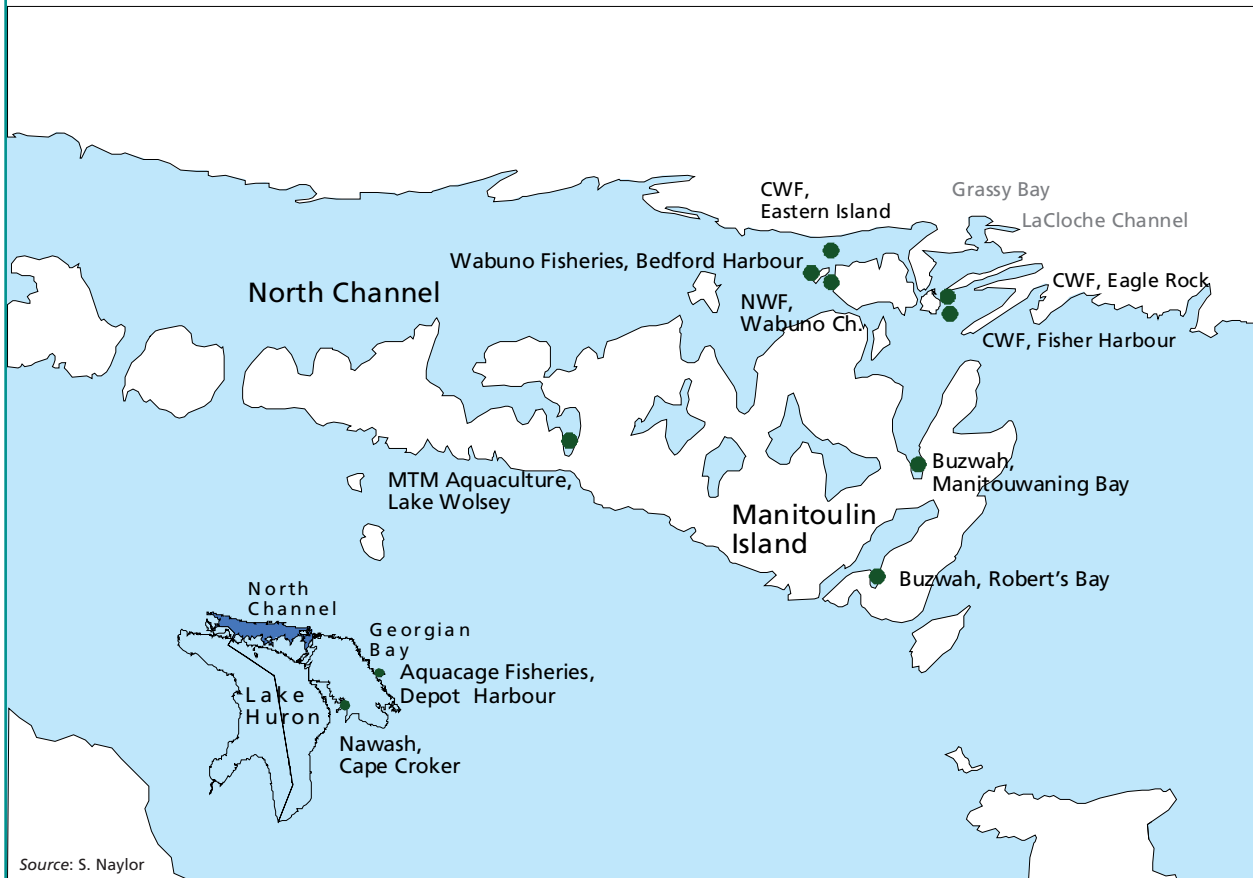 CWF,
Eastern Island
Grassy Bay
LaCloche Channel
Wabuno Fisheries, Bedford Harbour
North Channel
NWF,
Wabuno Ch.
CWF, Eagle Rock
CWF, Fisher Harbour
MTM Aquaculture,
Lake Wolsey
Buzwah,
Manitouwaning Bay
Manitoulin
Island
Buzwah, Robert's Bay
North
Channel
Georgian
Bay
Aquacage Fisheries,
Depot Harbour
Lake
Huron
Nawash,
Cape Croker
Source: S. Naylor